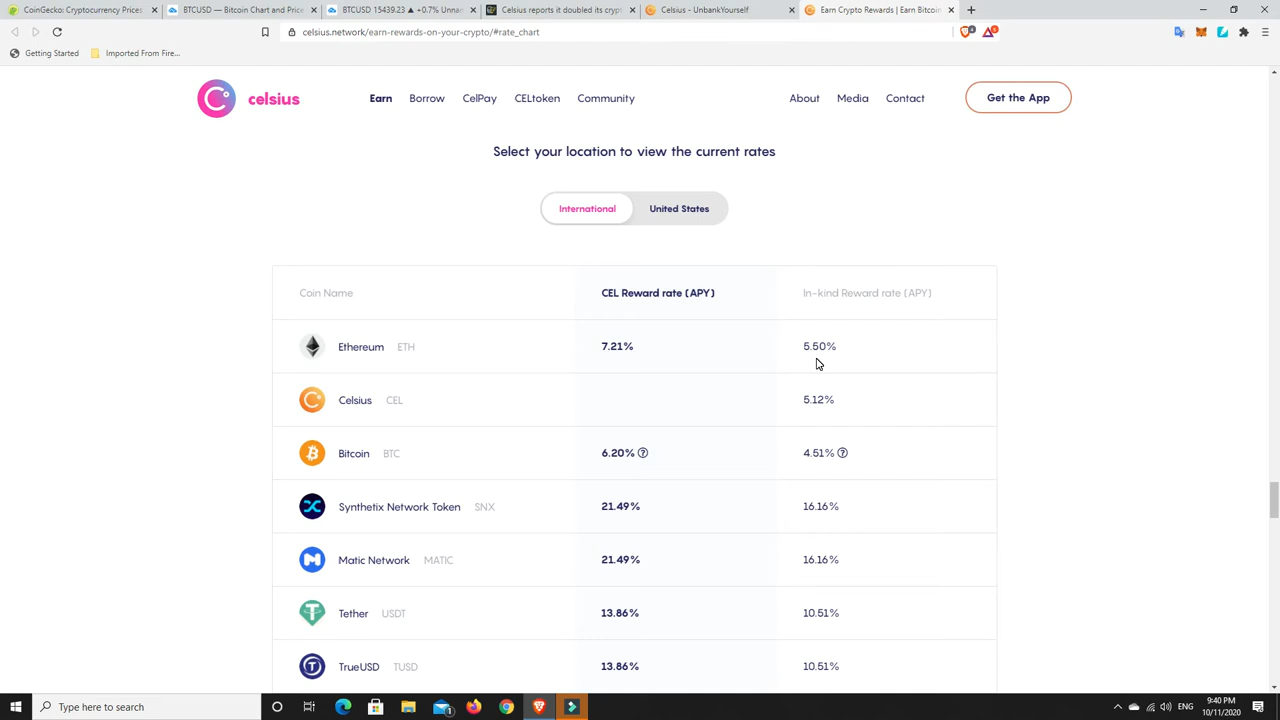 CoinGecko: Cryptocurrency Prices
BTCUSD — Bitcoin Chart and Price
BTCUSD 15439.23 ▲ +0.7% Unnam
Celsius reports it doubled its crypt
Celsius - UnbankYourself
Earn Crypto Rewards | Earn Bitcoin
celsius.network/earn-rewards-on-your-crypto/#rate_chart
Getting Started
Imported From Fire...
celsius
Earn
Borrow
CelPay
CELtoken
Community
About
Media
Contact
Get the App
Select your location to view the current rates
International
United States
Coin Name
CEL Reward rate (APY)
In-kind Reward rate (APY)
Ethereum ETH
7.21%
5.50%
Celsius CEL
5.12%
Bitcoin BTC
6.20%
4.51%
Synthetix Network Token SNX
21.49%
16.16%
Matic Network MATIC
21.49%
16.16%
Tether USDT
13.86%
10.51%
TrueUSD TUSD
13.86%
10.51%
Type here to search
ENG
9:40 PM
10/11/2020